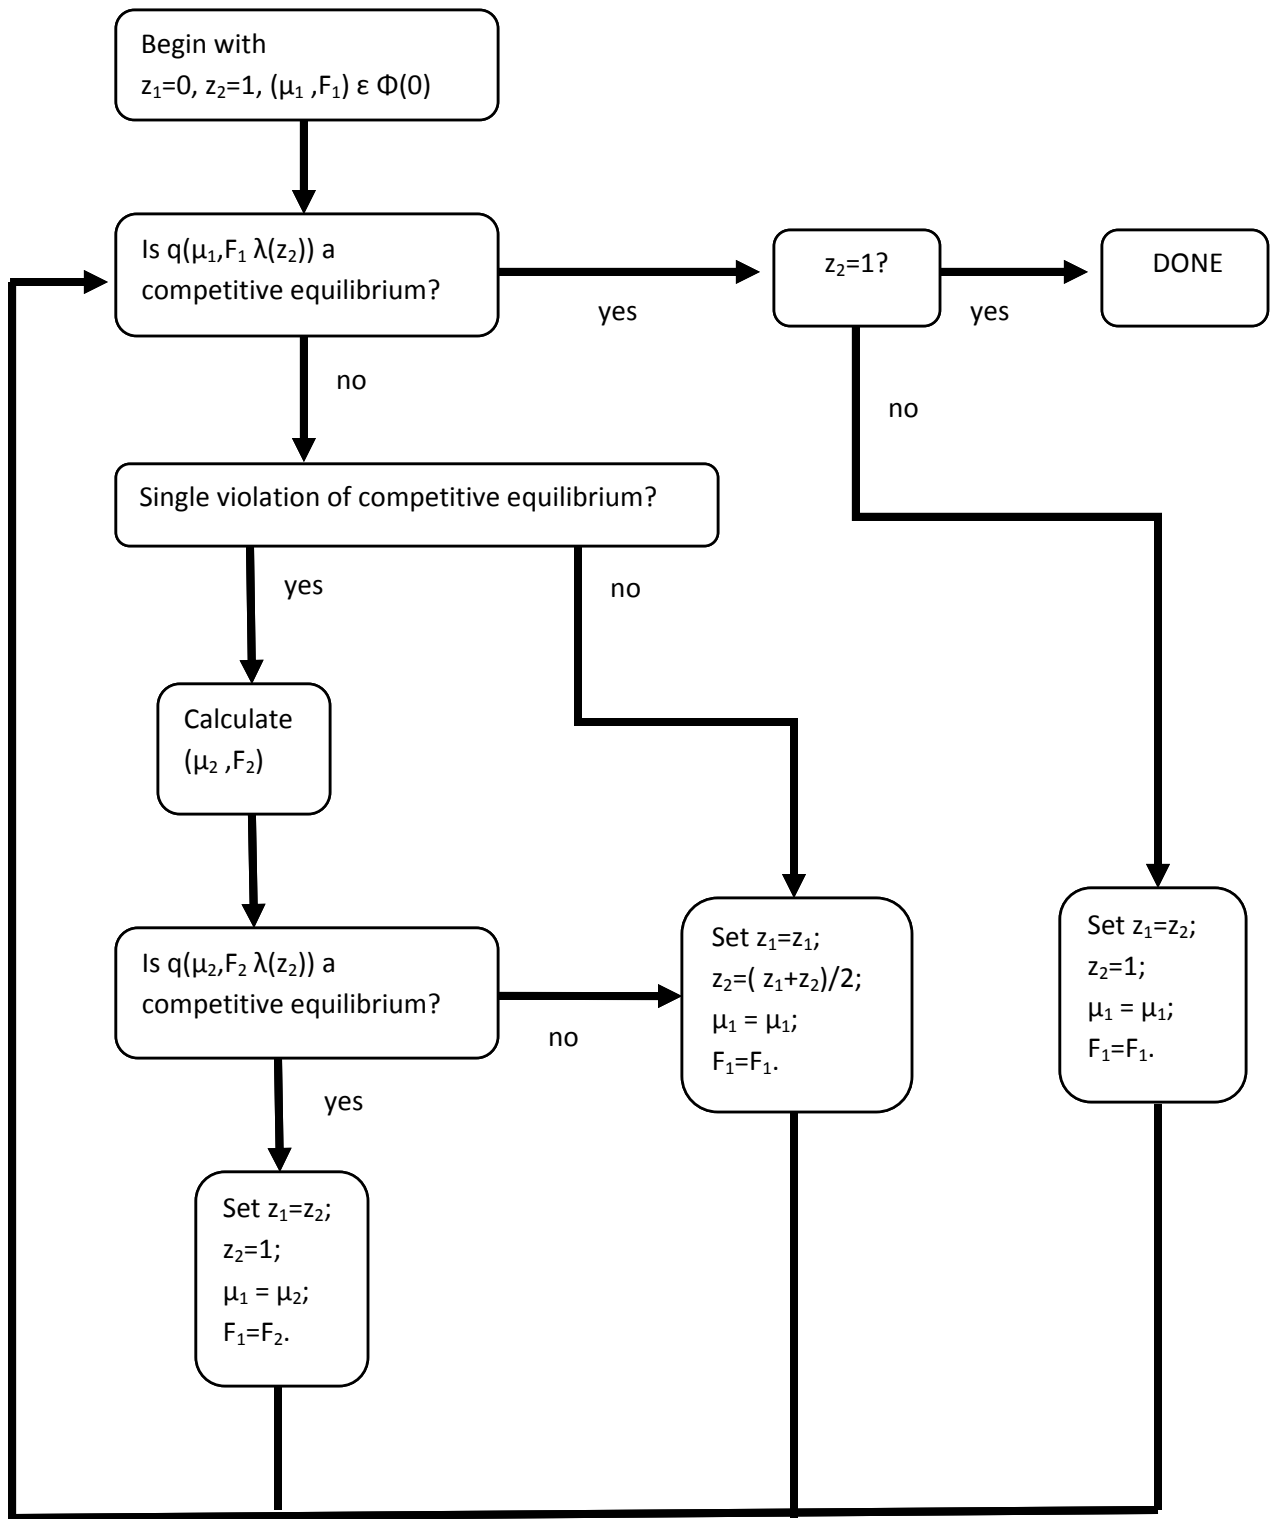 Begin with
z₁=0, z₂=1, (μ₁ ,F₁) ε Φ(0)
Is q(μ₁,F₁ λ(z₂)) a
competitive equilibrium?
yes
z₂=1?
yes
DONE
no
no
Single violation of competitive equilibrium?
yes
no
Calculate
(μ₂ ,F₂)
Is q(μ₂,F₂ λ(z₂)) a
competitive equilibrium?
no
yes
Set z₁=z₁;
z₂=( z₁+z₂)/2;
μ₁ = μ₁;
F₁=F₁.
Set z₁=z₂;
z₂=1;
μ₁ = μ₁;
F₁=F₁.
Set z₁=z₂;
z₂=1;
μ₁ = μ₂;
F₁=F₂.